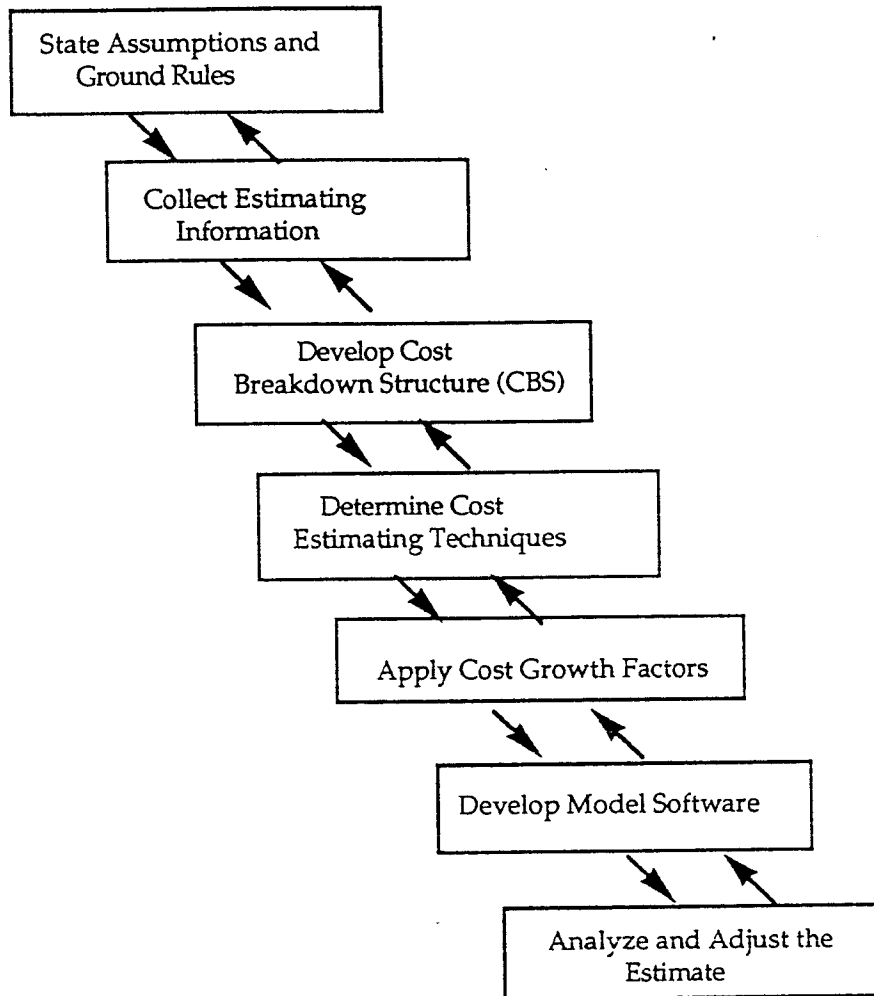 State Assumptions and
Ground Rules
Collect Estimating
Information
Develop Cost
Breakdown Structure (CBS)
Determine Cost
Estimating Techniques
Apply Cost Growth Factors
Develop Model Software
Analyze and Adjust the
Estimate